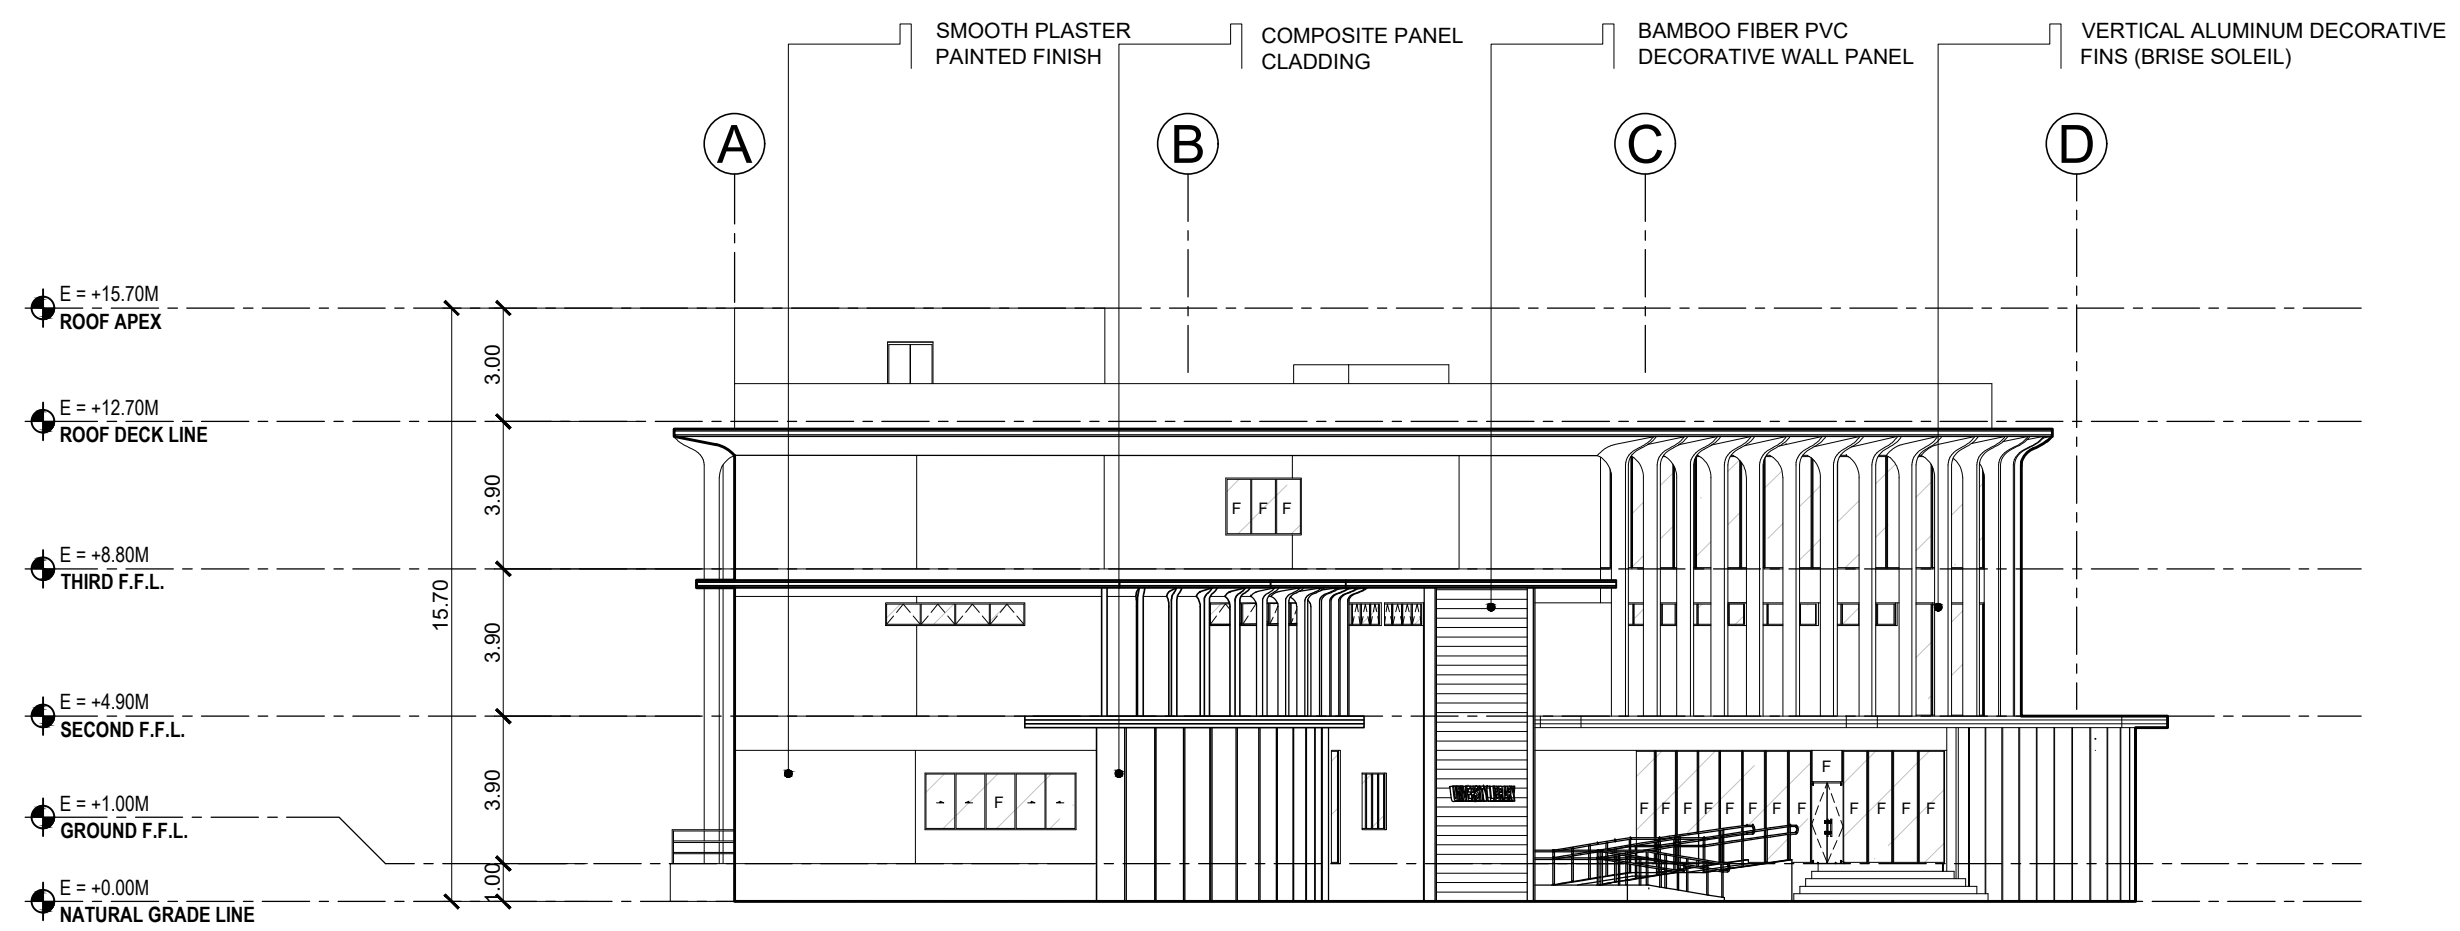 SMOOTH PLASTER
PAINTED FINISH
COMPOSITE PANEL
CLADDING
BAMBOO FIBER PVC
DECORATIVE WALL PANEL
VERTICAL ALUMINUM DECORATIVE
FINS (BRISE SOLEIL)
A
B
C
D
E = +15.70M
ROOF APEX
3.00
E = +12.70M
ROOF DECK LINE
3.90
F F F
E = +8.80M
THIRD F.F.L.
15.70
3.90
E = +4.90M
SECOND F.F.L.
3.90
F
F
E = +1.00M
GROUND F.F.L.
F F F F F F F F F F F F
1.00
E = +0.00M
NATURAL GRADE LINE